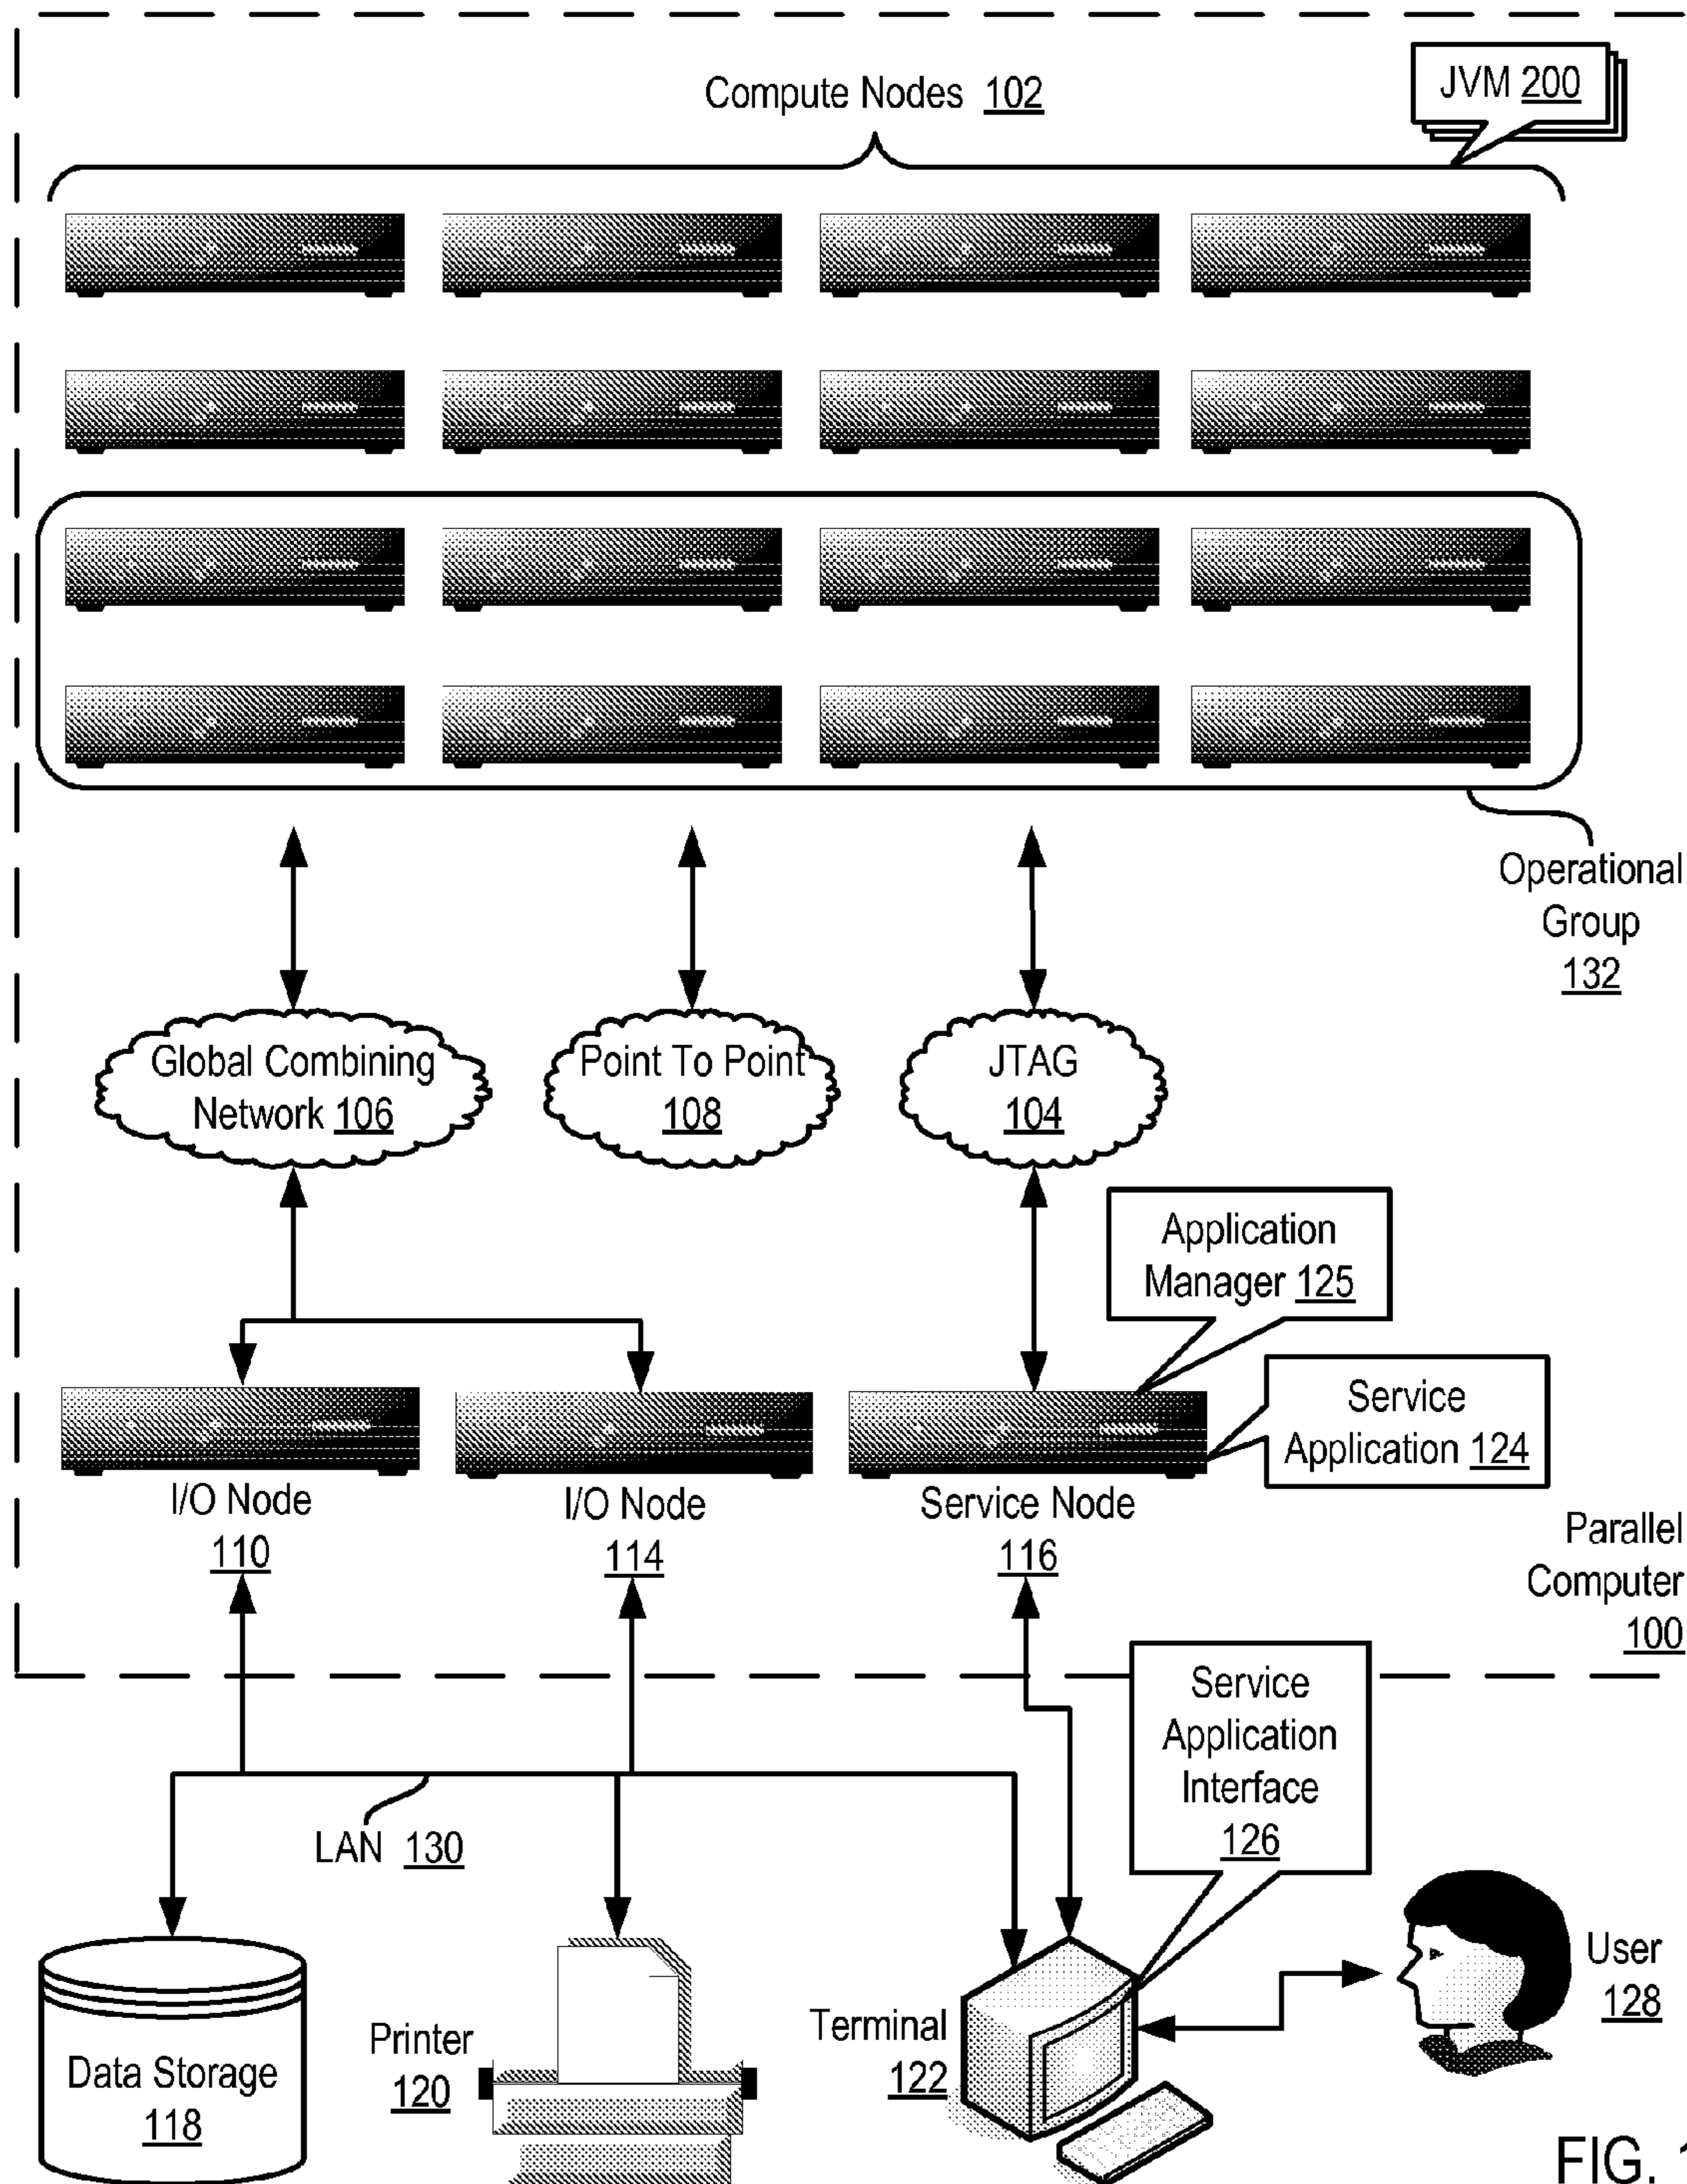 Compute Nodes 102
JVM 200
Operational
Group
132
Global Combining
Network 106
Point To Point
108
JTAG
104
Application
Manager 125
Service
Application 124
I/O Node
110
I/O Node
114
Service Node
116
Parallel
Computer
100
Service
Application
Interface
126
LAN 130
Data Storage
118
Printer
120
Terminal
122
User
128
FIG. 1